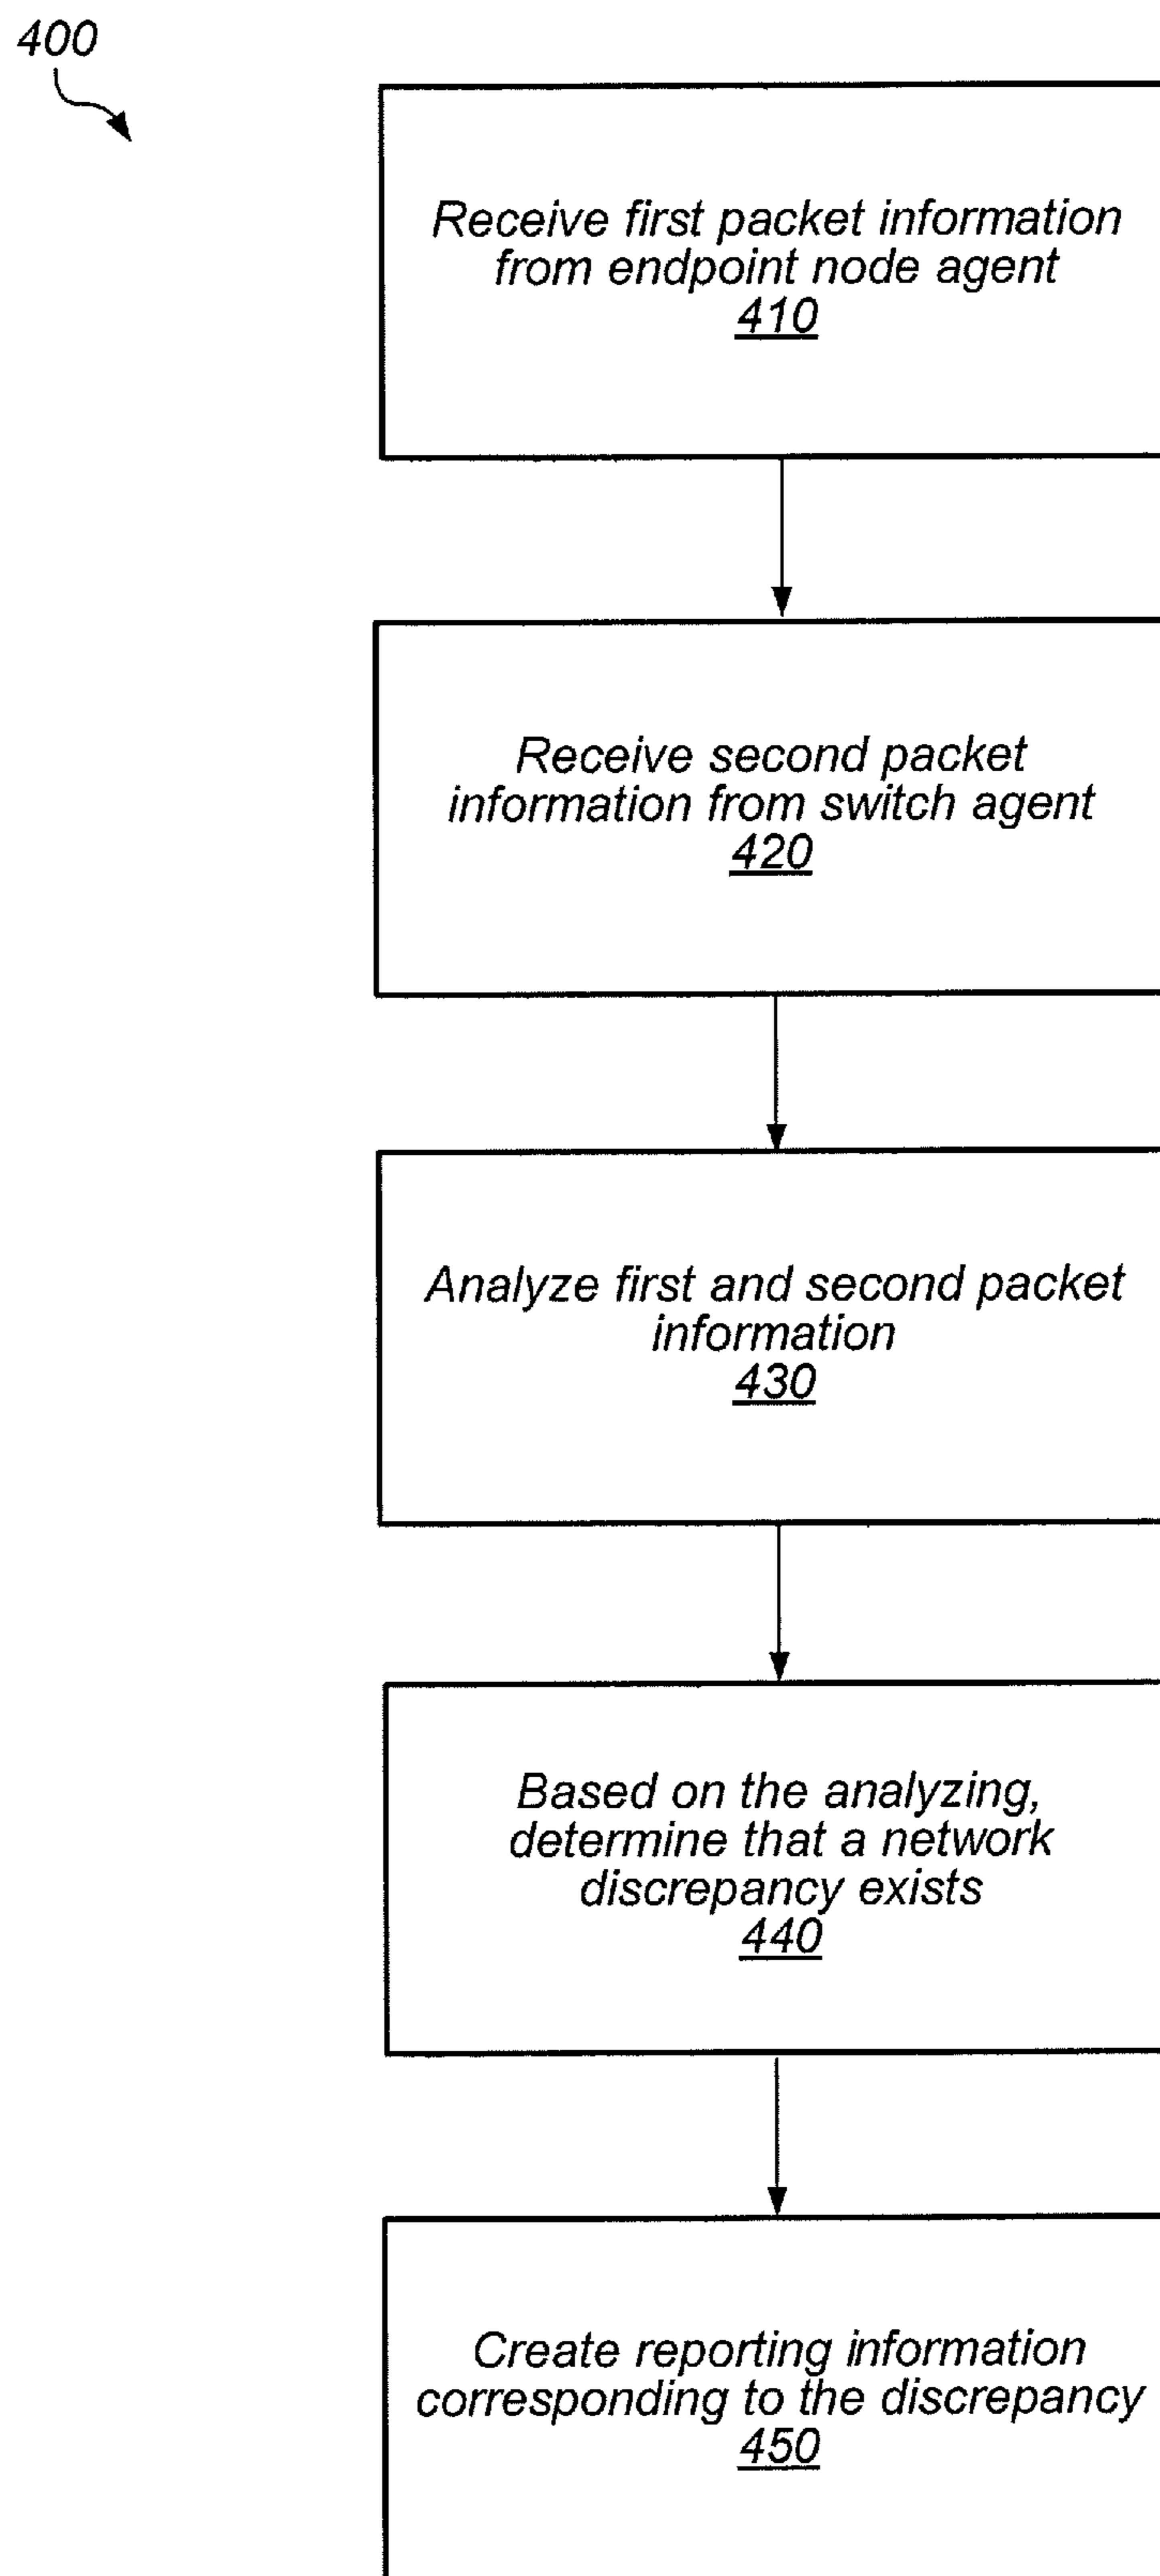 400
Receive first packet information
from endpoint node agent
410
Receive second packet
information from switch agent
420
Analyze first and second packet
information
430
Based on the analyzing,
determine that a network
discrepancy exists
440
Create reporting information
corresponding to the discrepancy
450